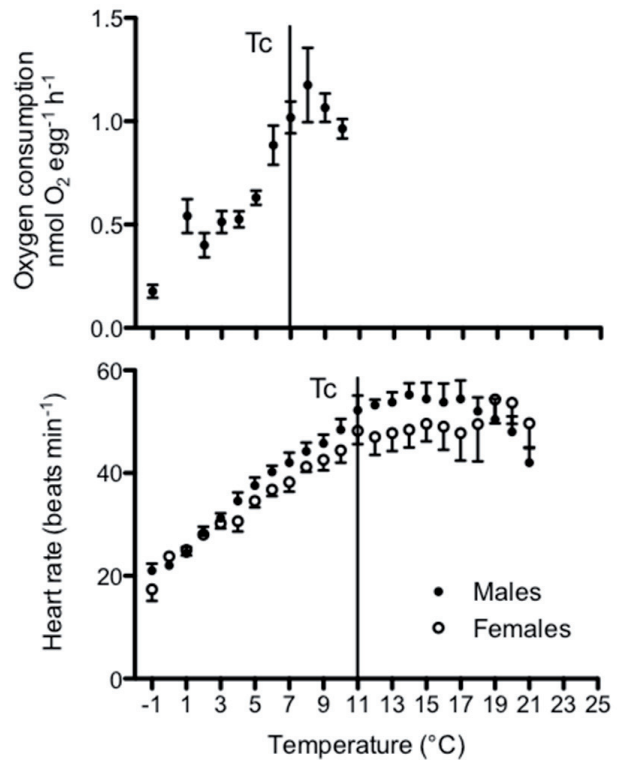 1.5
Tc
1.0
0.5
0.0
Oxygen consumption
nmol O₂ egg⁻¹ h⁻¹
60
Tc
40
20
0
Heart rate (beats min⁻¹)
Males
Females
-1 1 3 5 7 9 11 13 15 17 19 21 23 25
Temperature (°C)